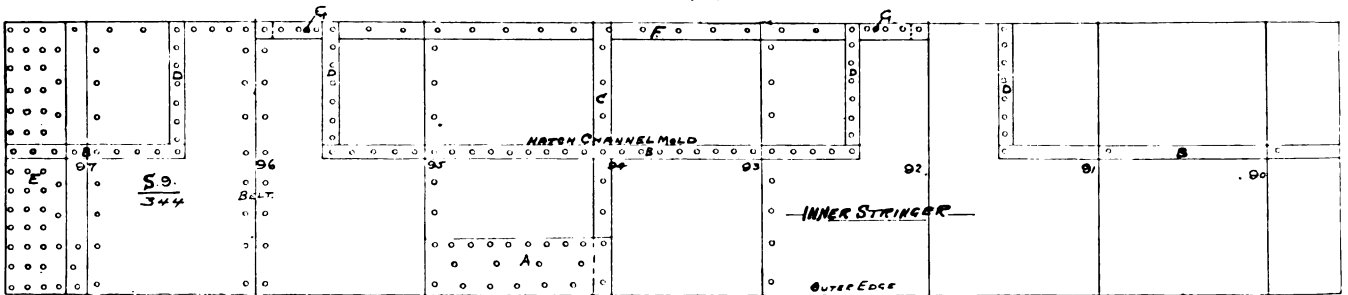 G G
F
D D D D
C
HATCH CHANNEL MOLD
B B B
97 96 95 94 93 92. 91 90
E S.9. BELT.
344
INNER STRINGER
A
OUTER EDGE